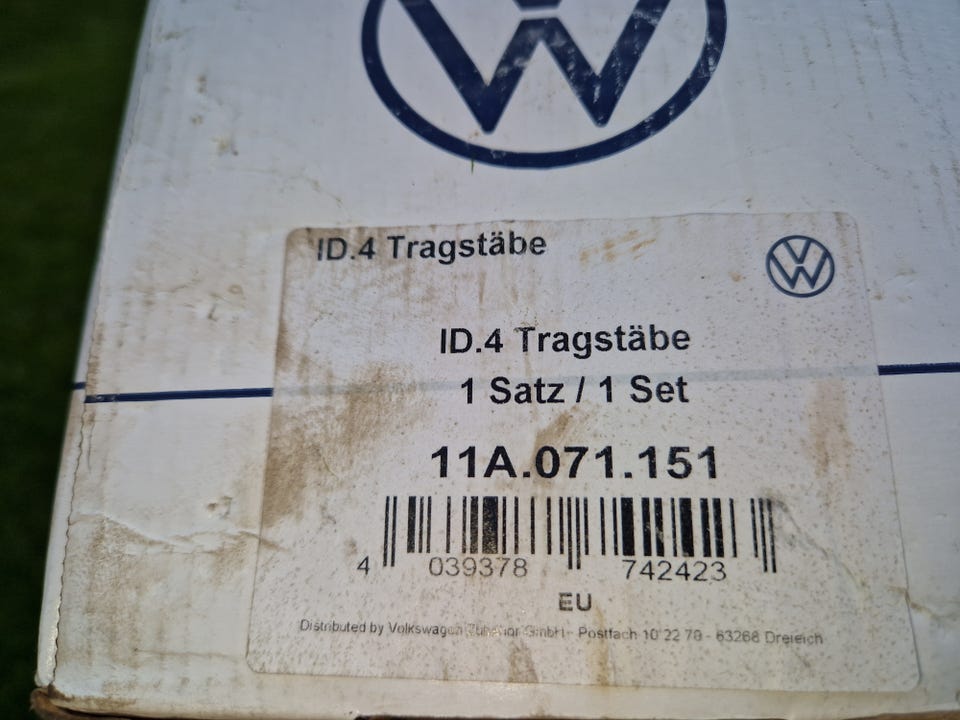 ID.4 Tragstäbe
ID.4 Tragstäbe
1 Satz / 1 Set
11A.071.151
4 039378 742423
EU
Distributed by Volkswagen Zubehör GmbH - Postfach 10 22 70 - 63268 Dreieich